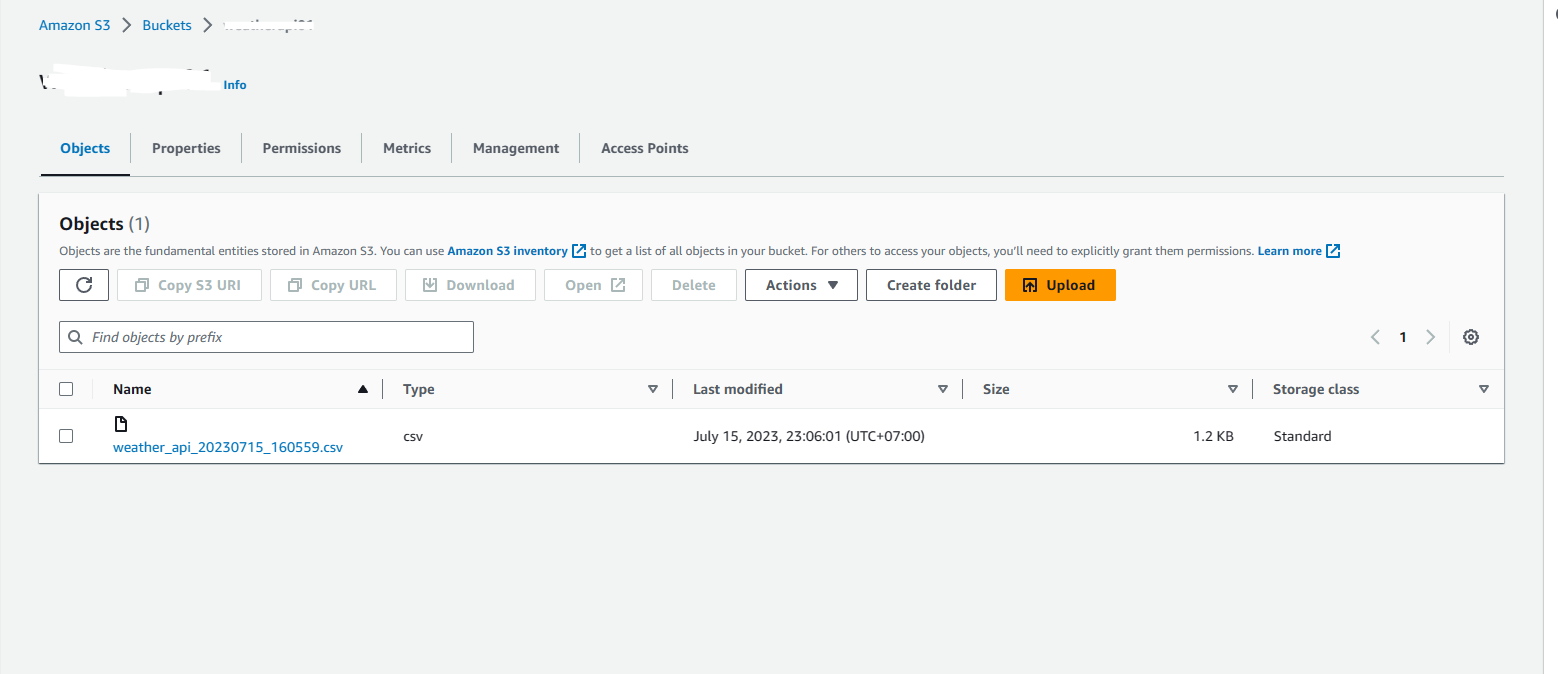 Amazon S3 Buckets
Info
Objects Properties Permissions Metrics Management Access Points
Objects (1)
Objects are the fundamental entities stored in Amazon S3. You can use Amazon S3 inventory to get a list of all objects in your bucket. For others to access your objects, you'll need to explicitly grant them permissions. Learn more
Copy S3 URI Copy URL Download Open Delete Actions Create folder Upload
Find objects by prefix 1
Name Type Last modified Size Storage class
weather_api_20230715_160559.csv csv July 15, 2023, 23:06:01 (UTC+07:00) 1.2 KB Standard